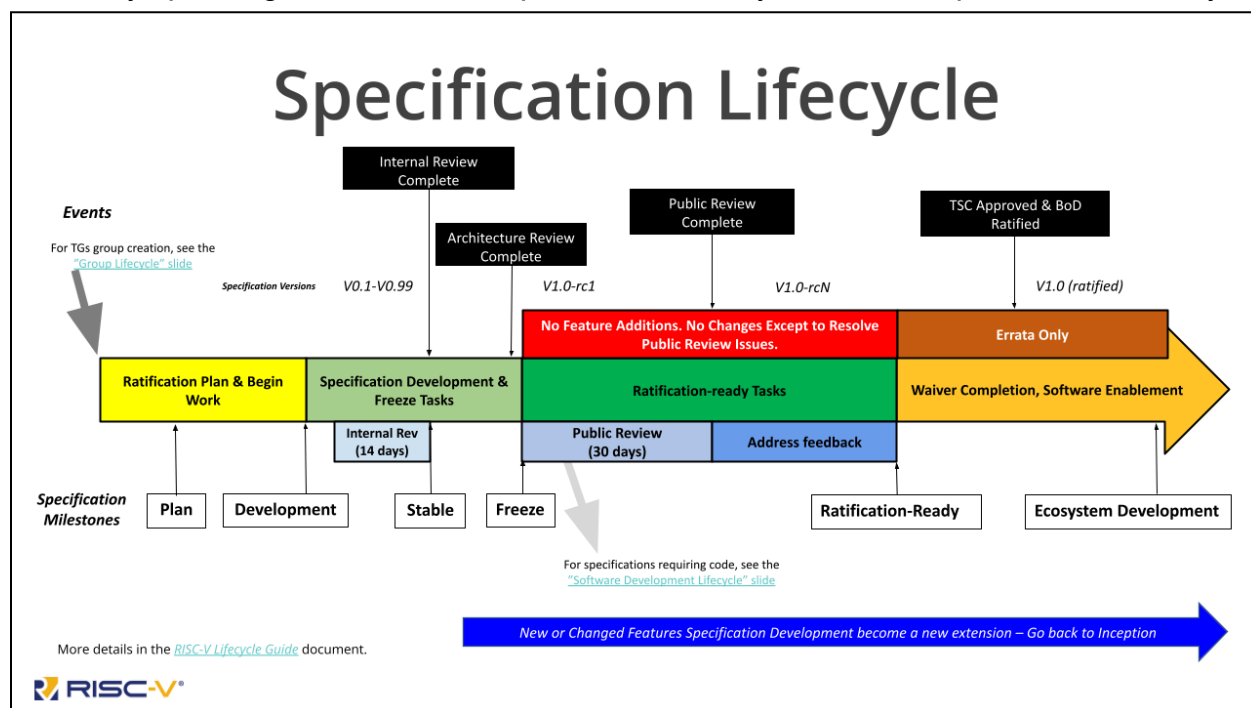 Specification Lifecycle
Internal Review
Complete
Public Review
Complete
TSC Approved & BoD
Ratified
Events
Architecture Review
Complete
For TGs group creation, see the
"Group Lifecycle" slide
Specification Versions
V0.1-V0.99
V1.0-rc1
V1.0-rcN
V1.0 (ratified)
No Feature Additions. No Changes Except to Resolve
Public Review Issues.
Errata Only
Ratification Plan & Begin
Work
Specification Development &
Freeze Tasks
Ratification-ready Tasks
Waiver Completion, Software Enablement
Internal Rev
(14 days)
Public Review
(30 days)
Address feedback
Specification
Milestones
Plan
Development
Stable
Freeze
Ratification-Ready
Ecosystem Development
For specifications requiring code, see the
"Software Development Lifecycle" slide
New or Changed Features Specification Development become a new extension – Go back to Inception
More details in the RISC-V Lifecycle Guide document.
RISC-V®